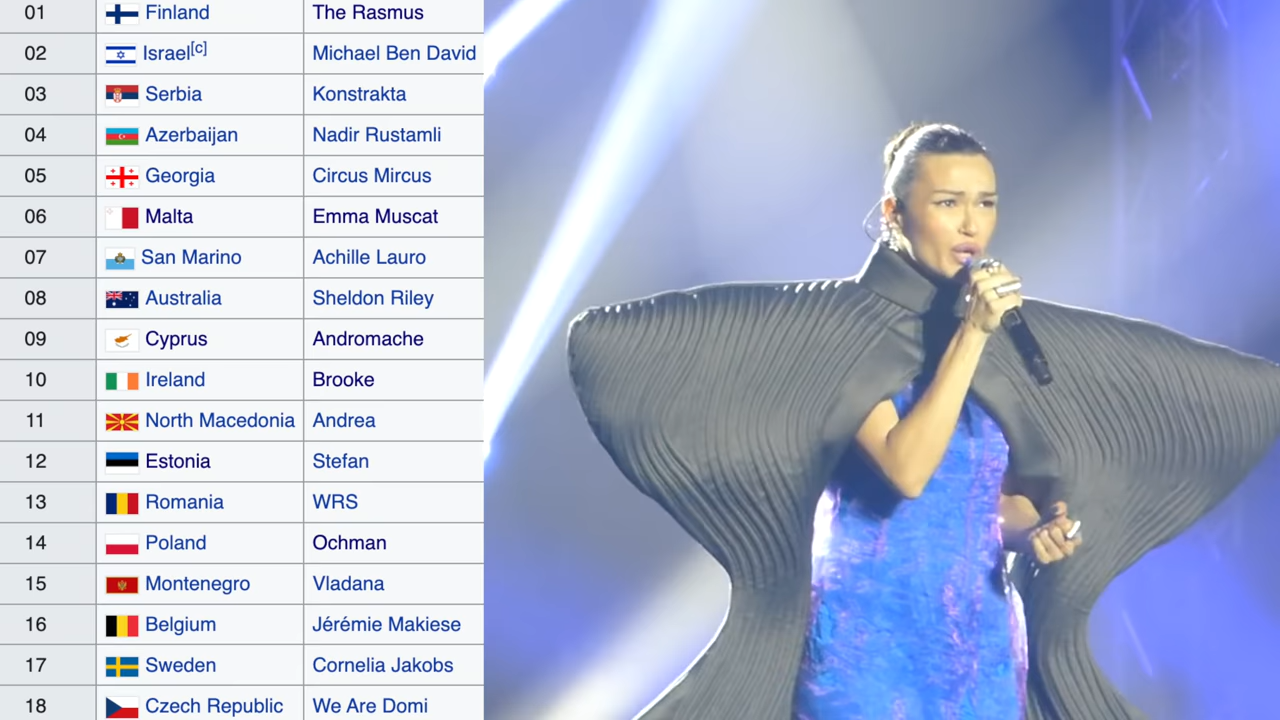 01 Finland The Rasmus
02 Israel[c] Michael Ben David
03 Serbia Konstrakta
04 Azerbaijan Nadir Rustamli
05 Georgia Circus Mircus
06 Malta Emma Muscat
07 San Marino Achille Lauro
08 Australia Sheldon Riley
09 Cyprus Andromache
10 Ireland Brooke
11 North Macedonia Andrea
12 Estonia Stefan
13 Romania WRS
14 Poland Ochman
15 Montenegro Vladana
16 Belgium Jérémie Makiese
17 Sweden Cornelia Jakobs
18 Czech Republic We Are Domi